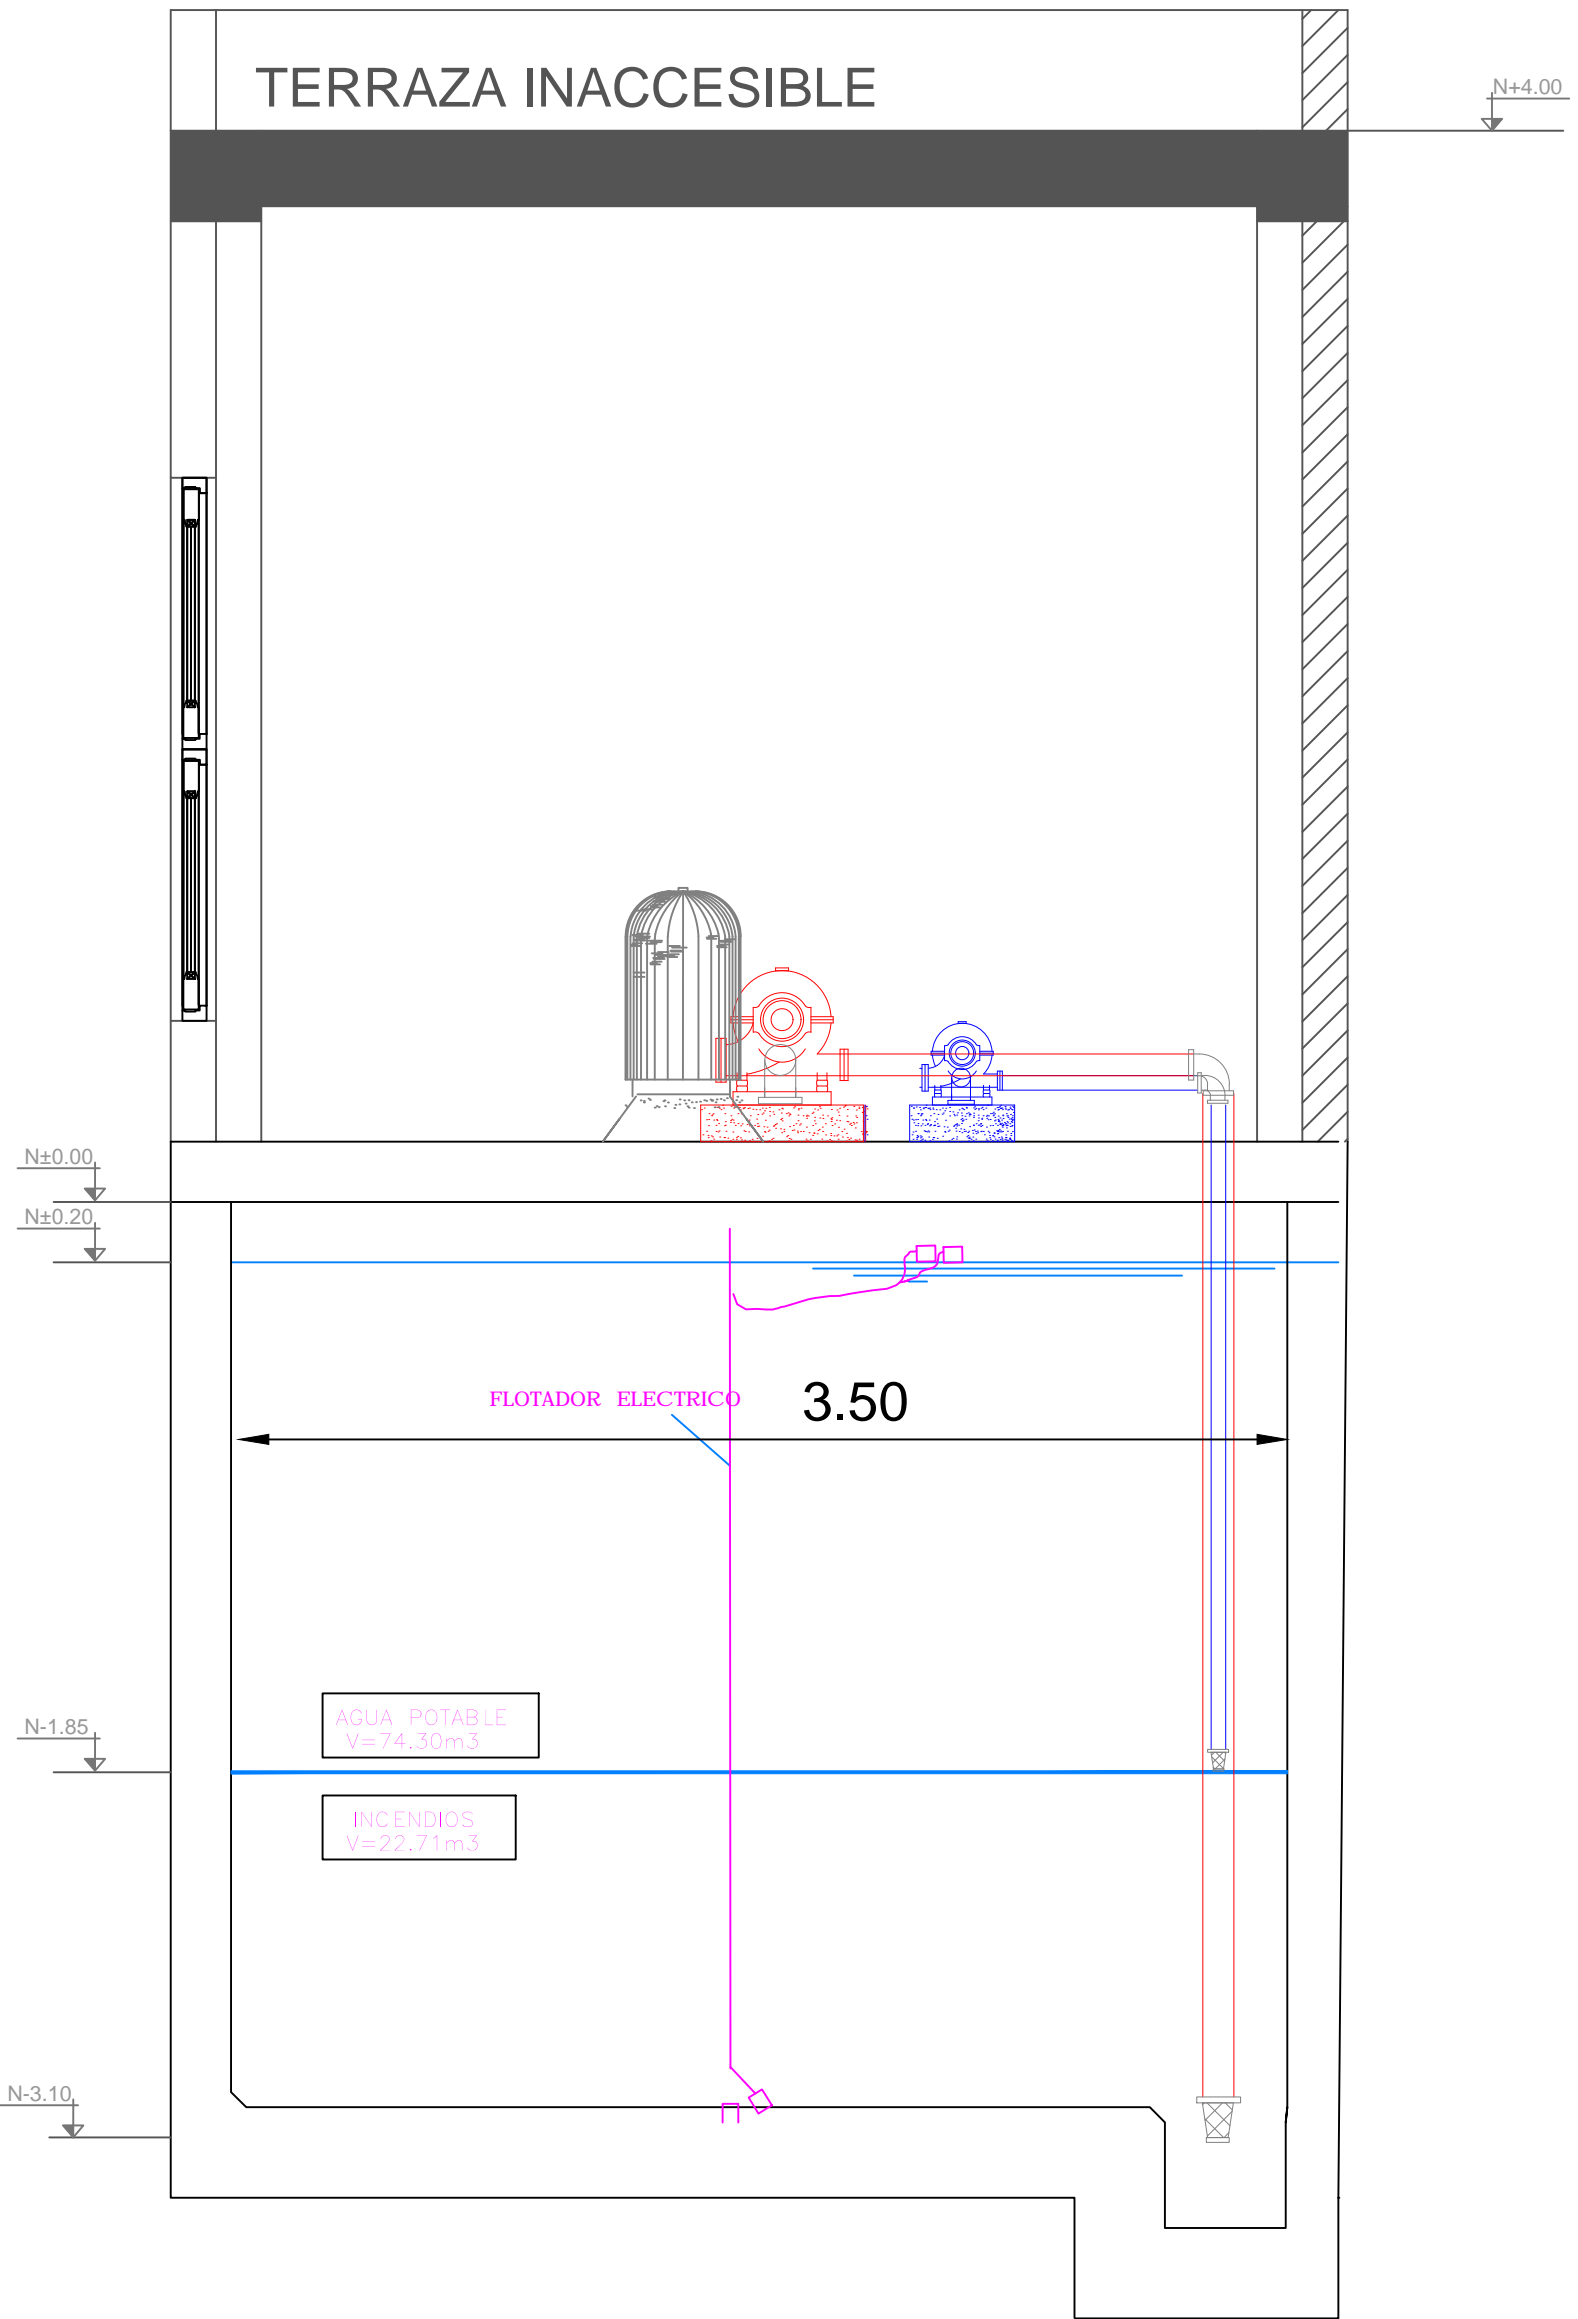 TERRAZA INACCESIBLE
N+4.00
N±0.00
N±0.20
FLOTADOR ELECTRICO
3.50
AGUA POTABLE
V=74.30m3
N-1.85
INCENDIOS
V=22.71m3
N-3.10